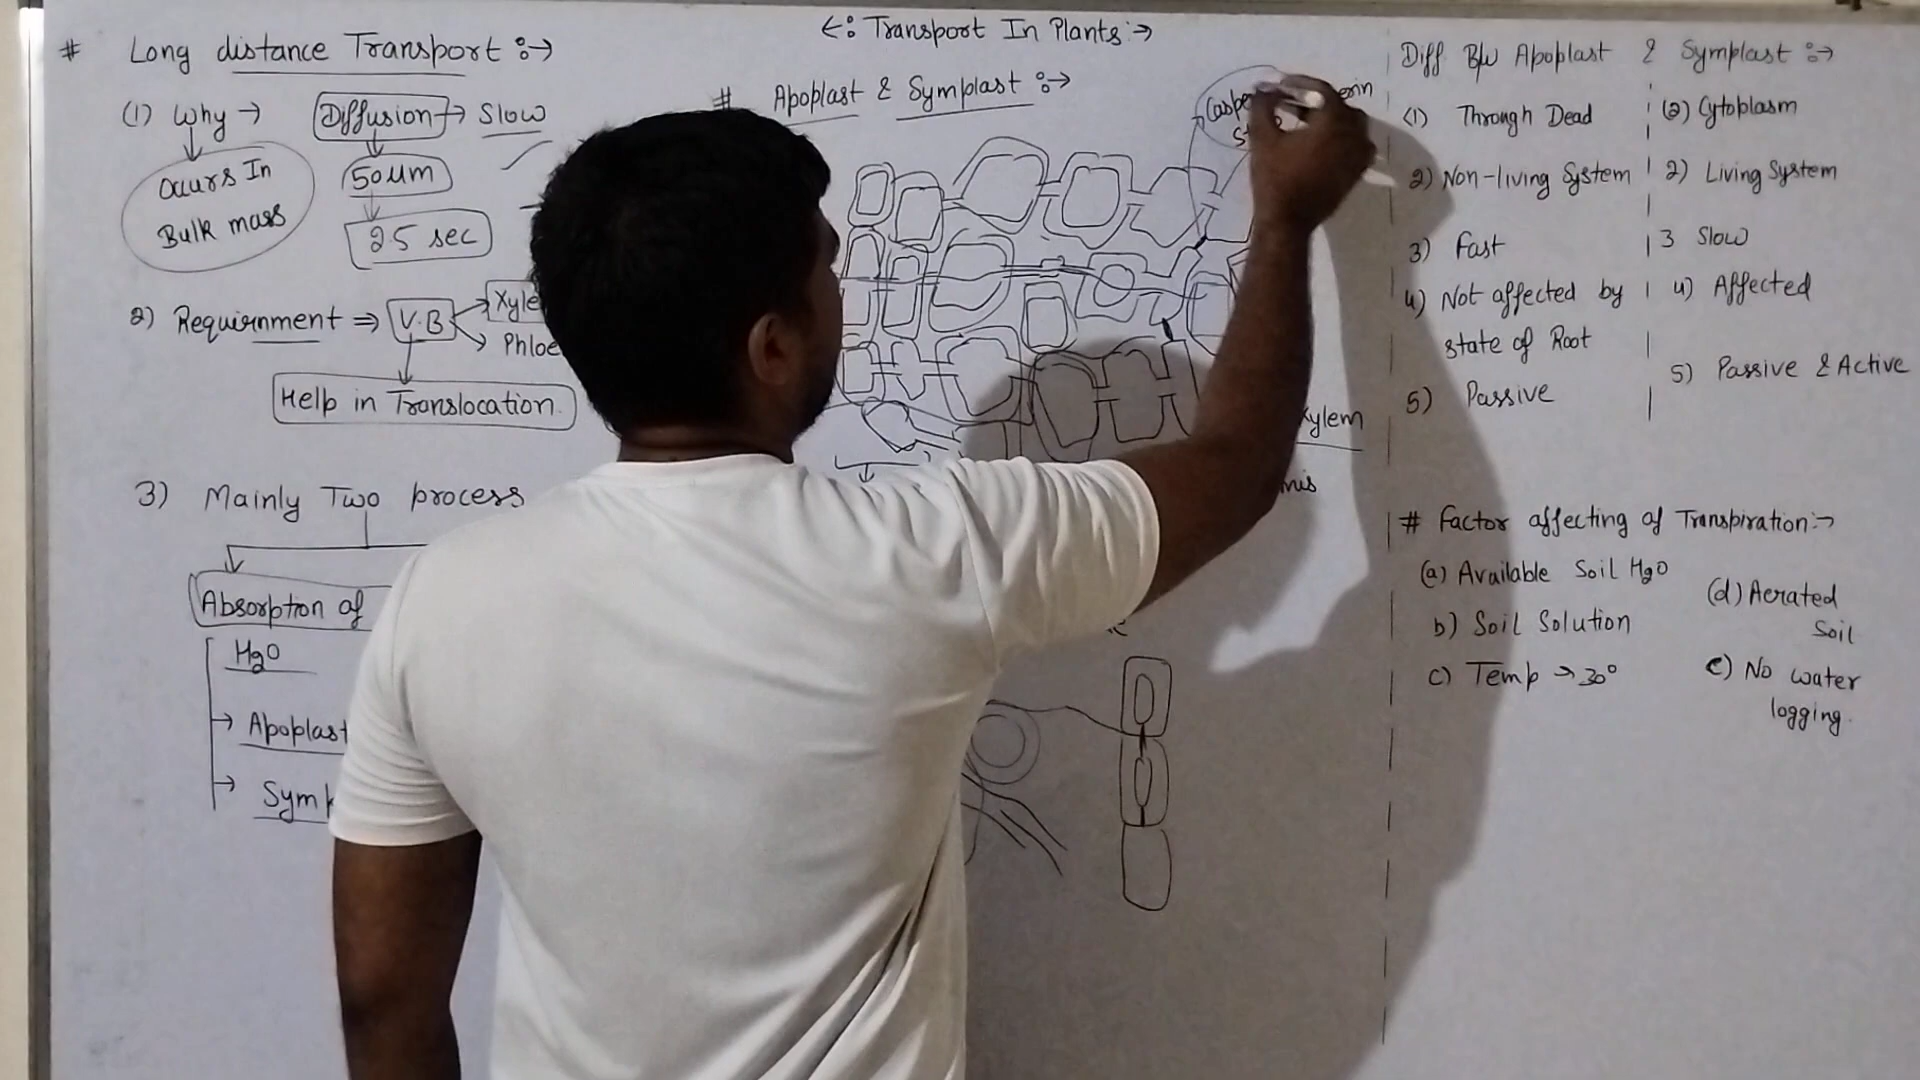 <: Transport In Plants :->
# Long distance Transport :->
(1) Why ->
Occurs In
Bulk mass
Diffusion -> Slow
50 um
25 sec
2) Requirnment => V.B
Xyle
Phloe
Help in Translocation.
3) Mainly Two process
Absorption of
H2O
-> Apoplast
-> Symp
# Apoplast & Symplast :->
Caspe
Xylem
Diff B/w Apoplast & Symplast :->
(1) Through Dead
(2) Cytoplasm
2) Non-living System
2) Living System
3) Fast
3 Slow
4) Not affected by
state of Root
4) Affected
5) Passive
5) Passive & Active
# Factor affecting of Transpiration :->
(a) Available Soil H2O
b) Soil Solution
c) Temp -> 30°
(d) Aerated
Soil
e) No water
logging.